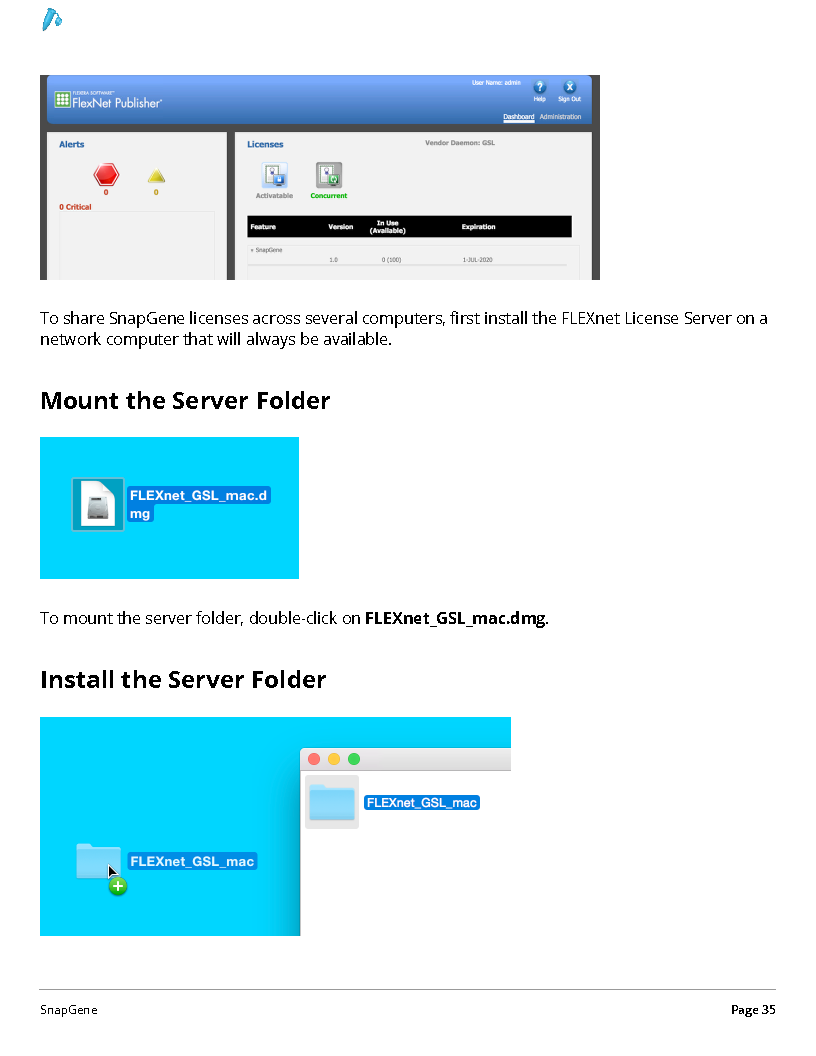 FLEXERA SOFTWARE™
FlexNet Publisher®
User Name: admin
?
X
Help
Sign Out
Dashboard
Administration
Alerts
0
0
0 Critical
Licenses
Vendor Daemon: GSL
Activatable
Concurrent
Feature Version In Use (Available) Expiration
+ SnapGene
1.0 0 (100) 1-JUL-2020
To share SnapGene licenses across several computers, first install the FLEXnet License Server on a
network computer that will always be available.
Mount the Server Folder
FLEXnet_GSL_mac.d
mg
To mount the server folder, double-click on FLEXnet_GSL_mac.dmg.
Install the Server Folder
FLEXnet_GSL_mac
FLEXnet_GSL_mac
SnapGene
Page 35